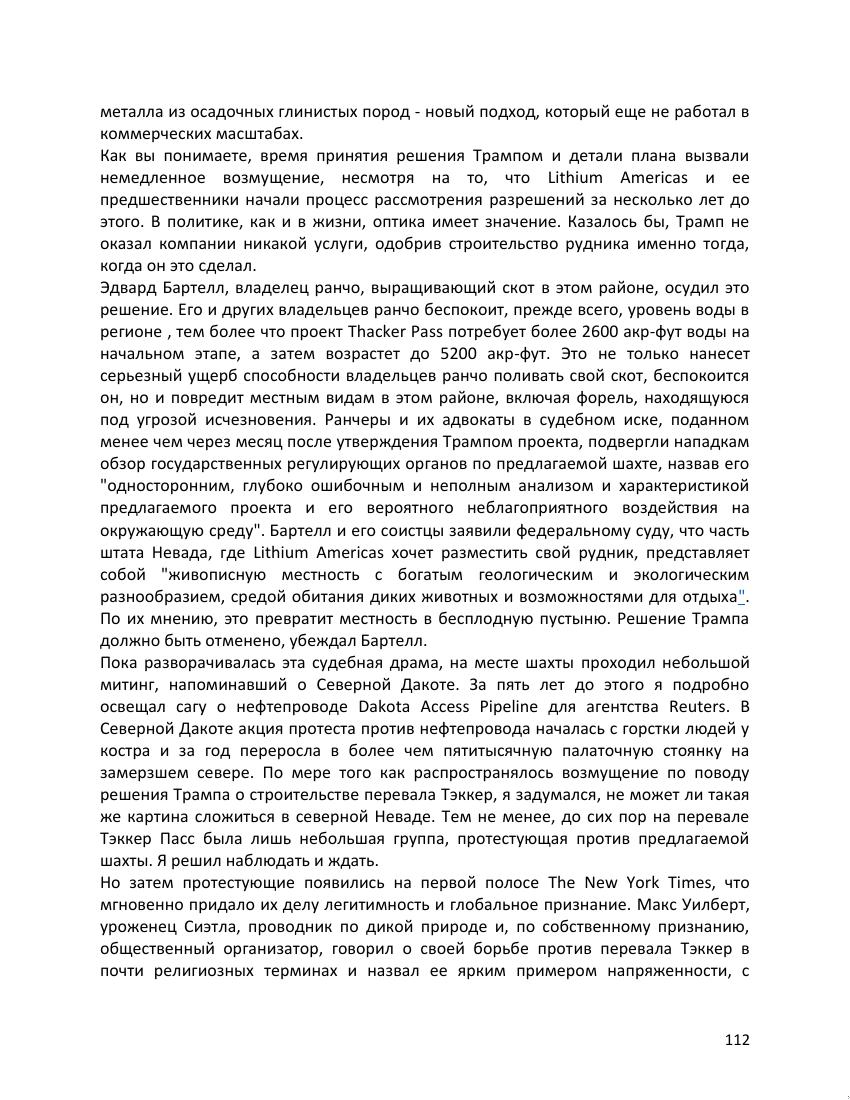 металла из осадочных глинистых пород - новый подход, который еще не работал в
коммерческих масштабах.
Как вы понимаете, время принятия решения Трампом и детали плана вызвали
немедленное возмущение, несмотря на то, что Lithium Americas и ее
предшественники начали процесс рассмотрения разрешений за несколько лет до
этого. В политике, как и в жизни, оптика имеет значение. Казалось бы, Трамп не
оказал компании никакой услуги, одобрив строительство рудника именно тогда,
когда он это сделал.
Эдвард Бартелл, владелец ранчо, выращивающий скот в этом районе, осудил это
решение. Его и других владельцев ранчо беспокоит, прежде всего, уровень воды в
регионе , тем более что проект Thacker Pass потребует более 2600 акр-фут воды на
начальном этапе, а затем возрастет до 5200 акр-фут. Это не только нанесет
серьезный ущерб способности владельцев ранчо поливать свой скот, беспокоится
он, но и повредит местным видам в этом районе, включая форель, находящуюся
под угрозой исчезновения. Ранчеры и их адвокаты в судебном иске, поданном
менее чем через месяц после утверждения Трампом проекта, подвергли нападкам
обзор государственных регулирующих органов по предлагаемой шахте, назвав его
"односторонним, глубоко ошибочным и неполным анализом и характеристикой
предлагаемого проекта и его вероятного неблагоприятного воздействия на
окружающую среду". Бартелл и его соистцы заявили федеральному суду, что часть
штата Невада, где Lithium Americas хочет разместить свой рудник, представляет
собой "живописную местность с богатым геологическим и экологическим
разнообразием, средой обитания диких животных и возможностями для отдыха".
По их мнению, это превратит местность в бесплодную пустыню. Решение Трампа
должно быть отменено, убеждал Бартелл.
Пока разворачивалась эта судебная драма, на месте шахты проходил небольшой
митинг, напоминавший о Северной Дакоте. За пять лет до этого я подробно
освещал сагу о нефтепроводе Dakota Access Pipeline для агентства Reuters. В
Северной Дакоте акция протеста против нефтепровода началась с горстки людей у
костра и за год переросла в более чем пятитысячную палаточную стоянку на
замерзшем севере. По мере того как распространялось возмущение по поводу
решения Трампа о строительстве перевала Тэккер, я задумался, не может ли такая
же картина сложиться в северной Неваде. Тем не менее, до сих пор на перевале
Тэккер Пасс была лишь небольшая группа, протестующая против предлагаемой
шахты. Я решил наблюдать и ждать.
Но затем протестующие появились на первой полосе The New York Times, что
мгновенно придало их делу легитимность и глобальное признание. Макс Уилберт,
уроженец Сиэтла, проводник по дикой природе и, по собственному признанию,
общественный организатор, говорил о своей борьбе против перевала Тэккер в
почти религиозных терминах и назвал ее ярким примером напряженности, с
112